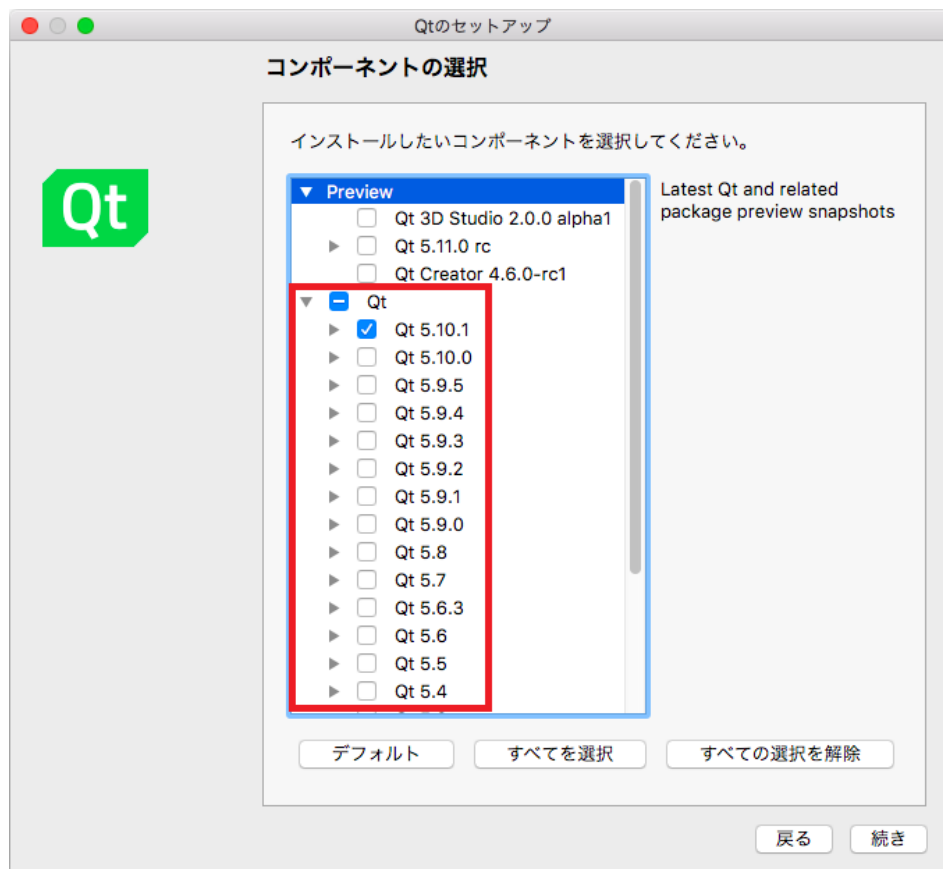 Qtのセットアップ
コンポーネントの選択
Qt
インストールしたいコンポーネントを選択してください。
Preview
Qt 3D Studio 2.0.0 alpha1
Qt 5.11.0 rc
Qt Creator 4.6.0-rc1
Qt
Qt 5.10.1
Qt 5.10.0
Qt 5.9.5
Qt 5.9.4
Qt 5.9.3
Qt 5.9.2
Qt 5.9.1
Qt 5.9.0
Qt 5.8
Qt 5.7
Qt 5.6.3
Qt 5.6
Qt 5.5
Qt 5.4
Latest Qt and related
package preview snapshots
デフォルト
すべてを選択
すべての選択を解除
戻る
続き